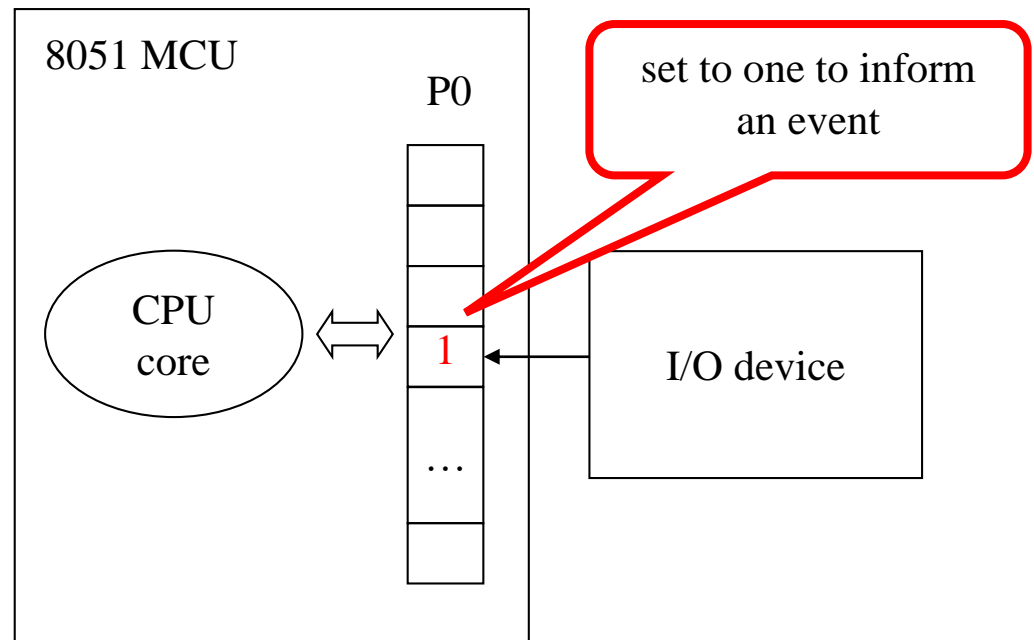 8051 MCU
P0
set to one to inform
an event
CPU
core
1
I/O device
…